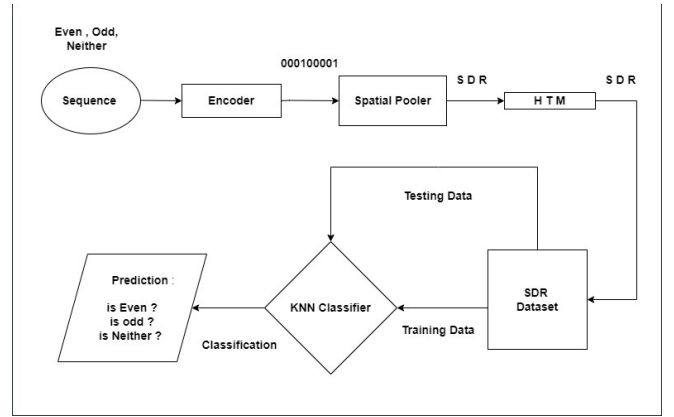 Even , Odd,
Neither
000100001
S D R
S D R
Sequence
Encoder
Spatial Pooler
H T M
Testing Data
Prediction :
is Even ?
is odd ?
is Neither ?
KNN Classifier
SDR
Dataset
Training Data
Classification